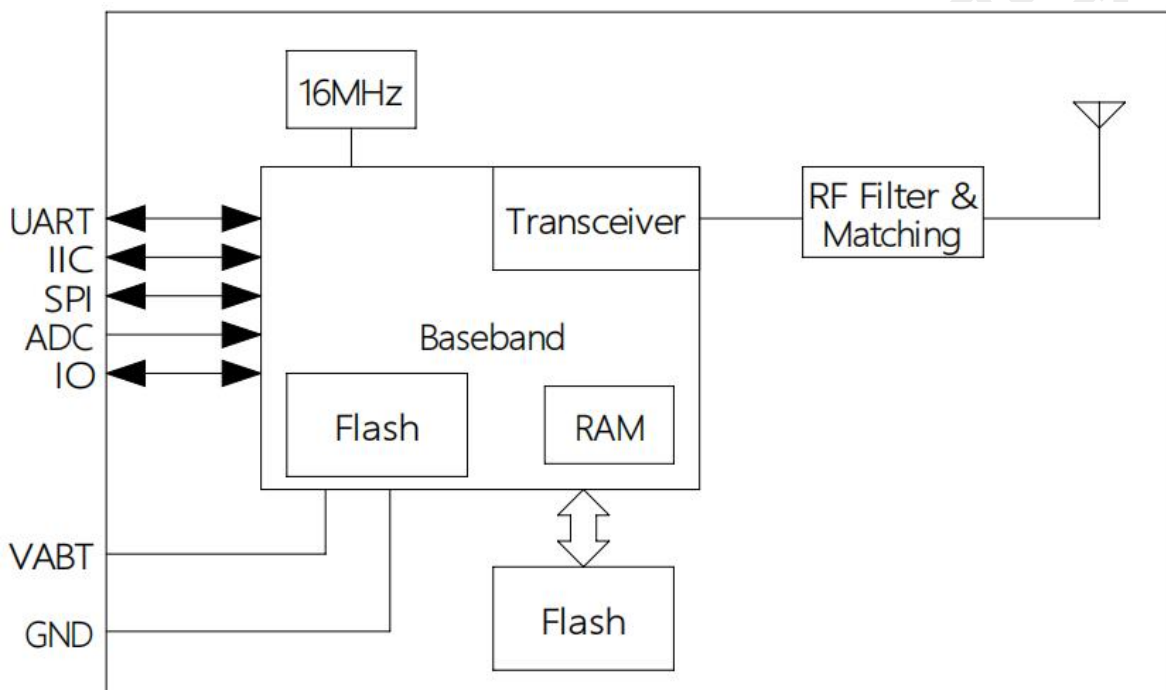 16MHz
UART
IIC
SPI
ADC
IO
Transceiver
RF Filter &
Matching
Baseband
Flash
RAM
VABT
GND
Flash